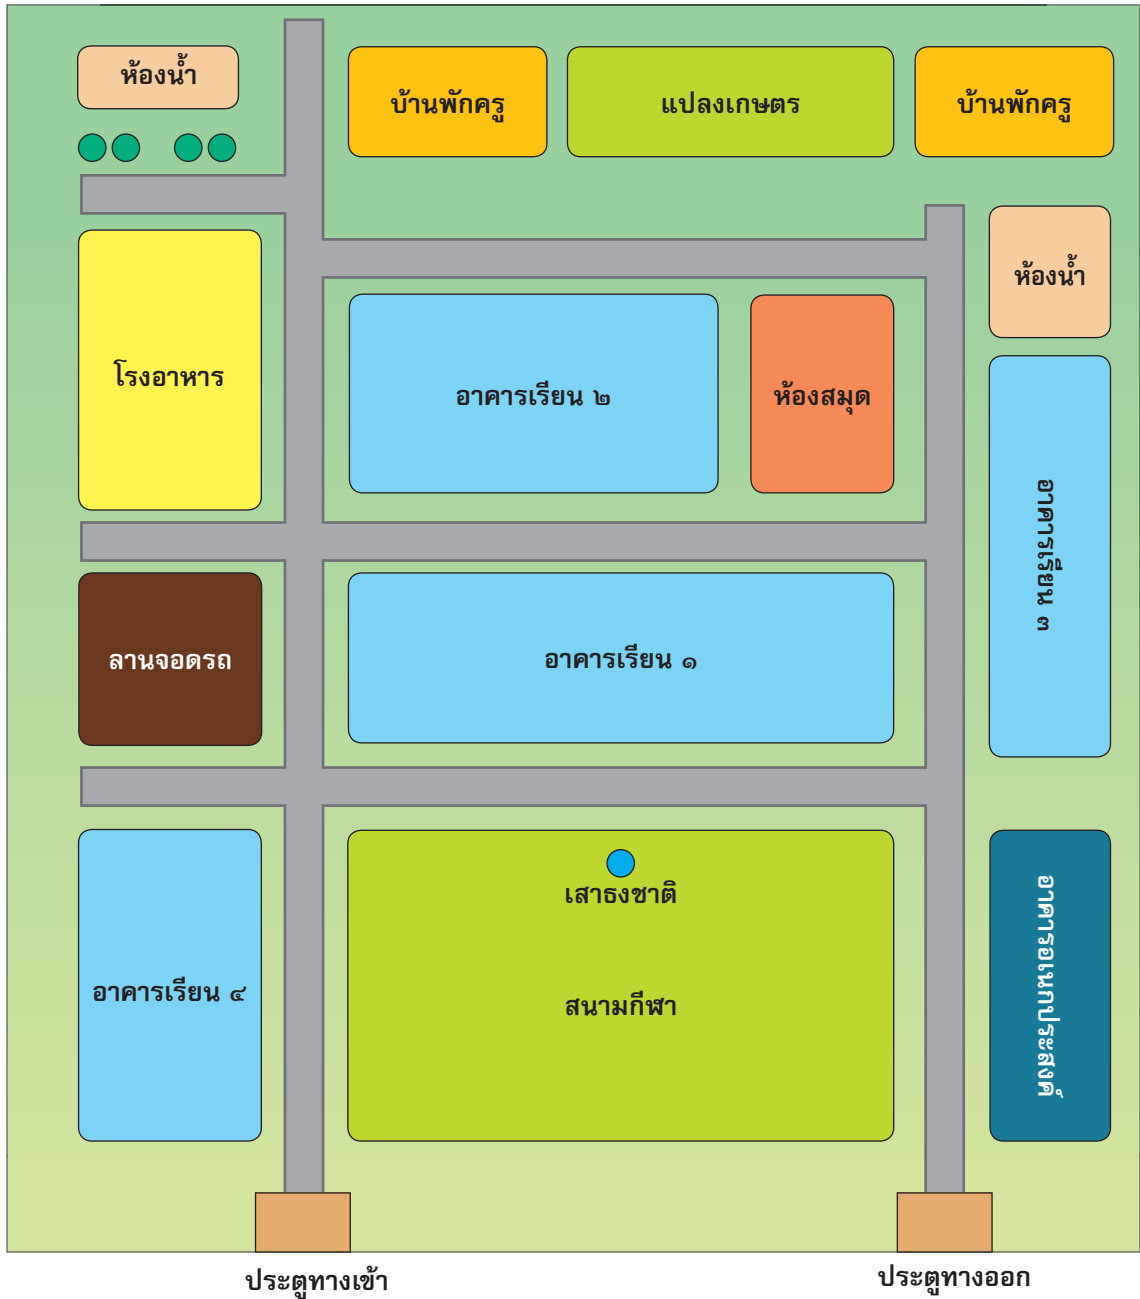 ห้องน้ำ
บ้านพักครู
แปลงเกษตร
บ้านพักครู
ห้องน้ำ
โรงอาหาร
อาคารเรียน ๒
ห้องสมุด
อาคารเรียน ๓
ลานจอดรถ
อาคารเรียน ๑
เสาธงชาติ
สนามกีฬา
อาคารเรียน ๔
อาคารอเนกประสงค์
ประตูทางเข้า
ประตูทางออก